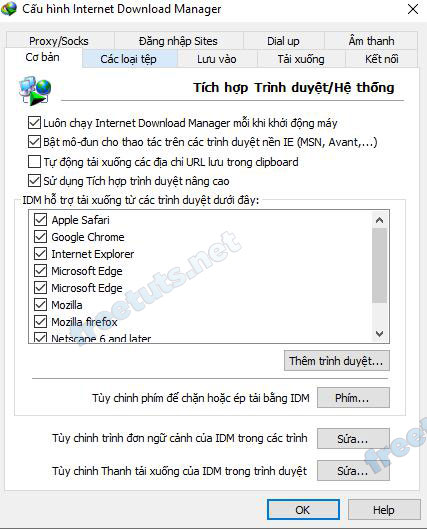 Cấu hình Internet Download Manager
Proxy/Socks Đăng nhập Sites Dial up Âm thanh
Cơ bản Các loại tệp Lưu vào Tải xuống Kết nối
Tích hợp Trình duyệt/Hệ thống
Luôn chạy Internet Download Manager mỗi khi khởi động máy
Bật mô-đun cho thao tác trên các trình duyệt nền IE (MSN, Avant,...)
Tự động tải xuống các địa chỉ URL lưu trong clipboard
Sử dụng Tích hợp trình duyệt nâng cao
IDM hỗ trợ tải xuống từ các trình duyệt dưới đây:
Apple Safari
Google Chrome
Internet Explorer
Microsoft Edge
Microsoft Edge
Mozilla
Mozilla firefox
Netscape 6 and later
freetuts.net
Thêm trình duyệt...
Tùy chỉnh phím để chặn hoặc ép tải bằng IDM Phím...
Tùy chỉnh trình đơn ngữ cảnh của IDM trong các trình Sửa...
Tùy chỉnh Thanh tải xuống của IDM trong trình duyệt Sửa...
OK Help